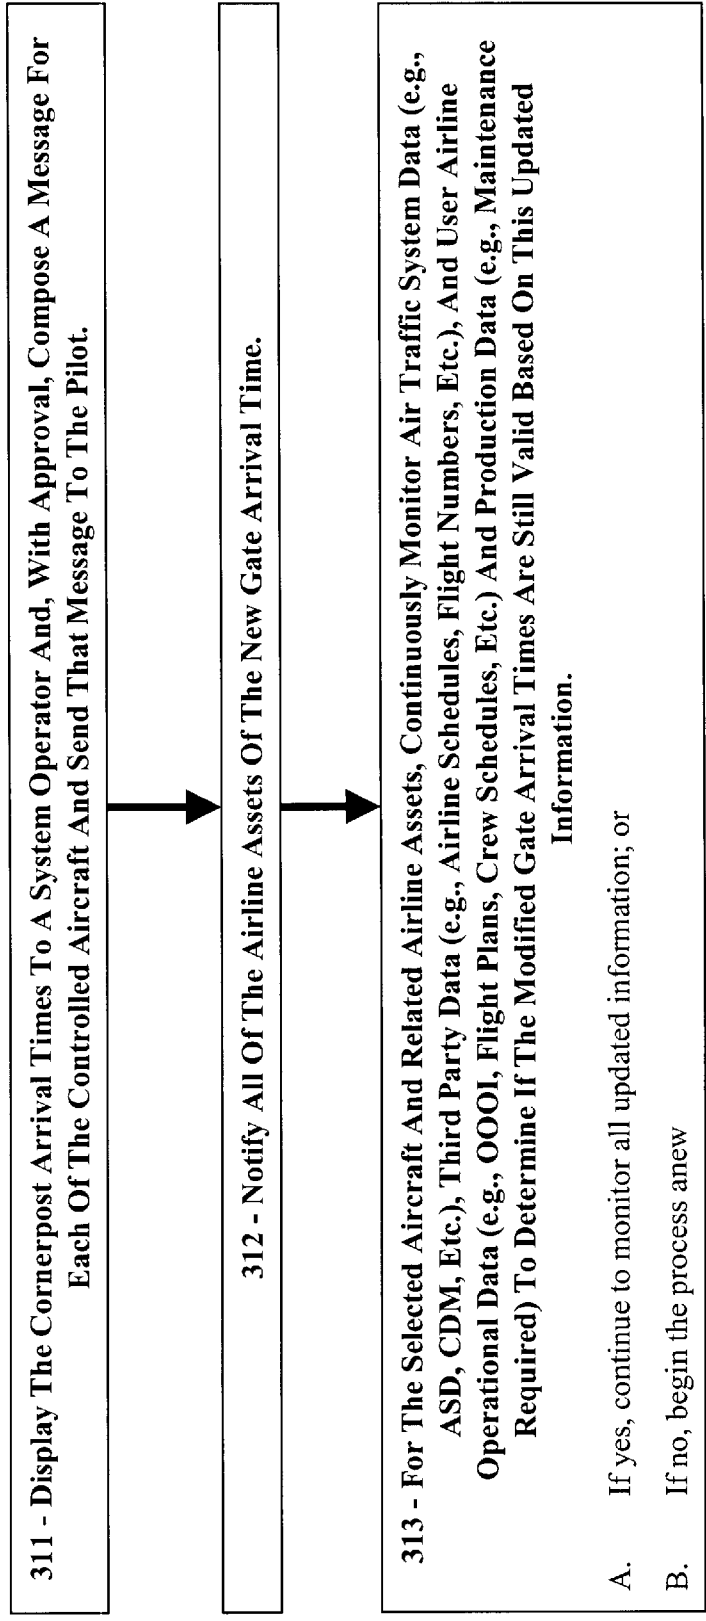 311 - Display The Cornerpost Arrival Times To A System Operator And, With Approval, Compose A Message For
Each Of The Controlled Aircraft And Send That Message To The Pilot.
312 - Notify All Of The Airline Assets Of The New Gate Arrival Time.
313 - For The Selected Aircraft And Related Airline Assets, Continuously Monitor Air Traffic System Data (e.g.,
ASD, CDM, Etc.), Third Party Data (e.g., Airline Schedules, Flight Numbers, Etc.), And User Airline
Operational Data (e.g., OOOI, Flight Plans, Crew Schedules, Etc.) And Production Data (e.g., Maintenance
Required) To Determine If The Modified Gate Arrival Times Are Still Valid Based On This Updated
Information.
A. If yes, continue to monitor all updated information; or
B. If no, begin the process anew